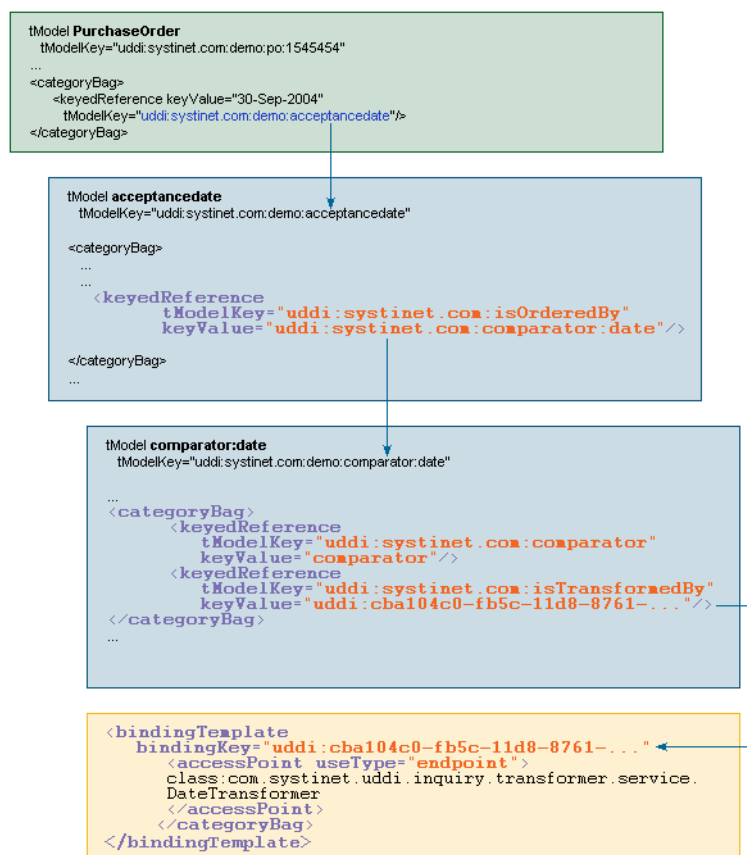 tModel PurchaseOrder
tModelKey="uddi:systinet.com:demo:po:1545454"
...
<categoryBag>
<keyedReference keyValue="30-Sep-2004"
tModelKey="uddi:systinet.com:demo:acceptancedate"/>
</categoryBag>
tModel acceptancedate
tModelKey="uddi:systinet.com:demo:acceptancedate"
<categoryBag>
...
...
<keyedReference
tModelKey="uddi:systinet.com:isOrderedBy"
keyValue="uddi:systinet.com:comparator:date"/>
</categoryBag>
...
tModel comparator:date
tModelKey="uddi:systinet.com:demo:comparator:date"
...
<categoryBag>
<keyedReference
tModelKey="uddi:systinet.com:comparator"
keyValue="comparator"/>
<keyedReference
tModelKey="uddi:systinet.com:isTransformedBy"
keyValue="uddi:cba104c0-fb5c-11d8-8761-..."/>
</categoryBag>
...
<bindingTemplate
bindingKey="uddi:cba104c0-fb5c-11d8-8761-..."
<accessPoint useType="endpoint">
class:com.systinet.uddi.inquiry.transformer.service.
DateTransformer
</accessPoint>
</categoryBag>
</bindingTemplate>